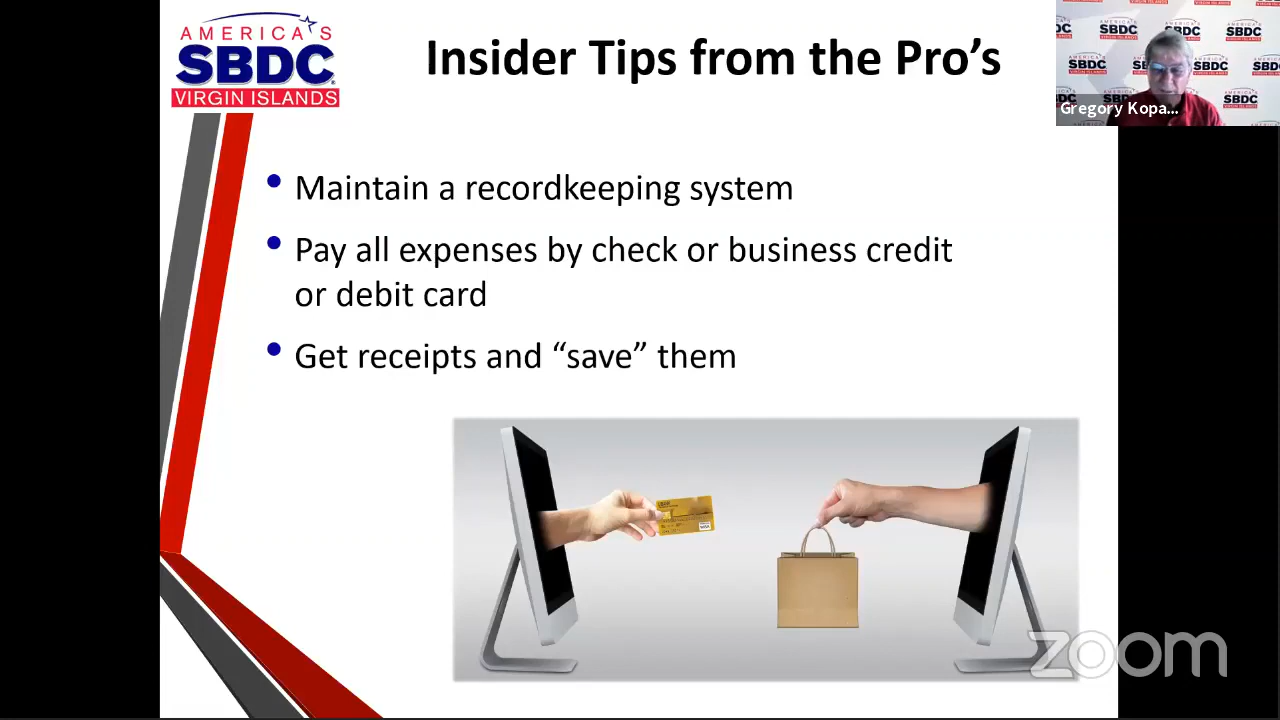 AMERICA'S
SBDC
VIRGIN ISLANDS
Insider Tips from the Pro’s
Gregory Kopa...
• Maintain a recordkeeping system
• Pay all expenses by check or business credit
or debit card
• Get receipts and “save” them
zoom